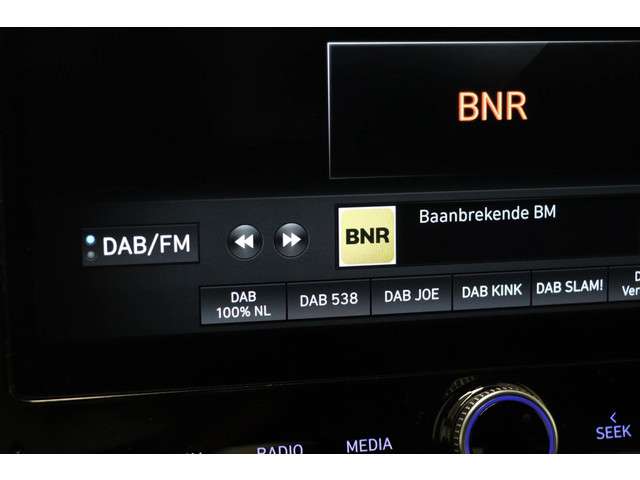 BNR
BNR
Baanbrekende BM
DAB/FM
DAB
100% NL
DAB 538
DAB JOE
DAB KINK
DAB SLAM!
RADIO
MEDIA
SEEK